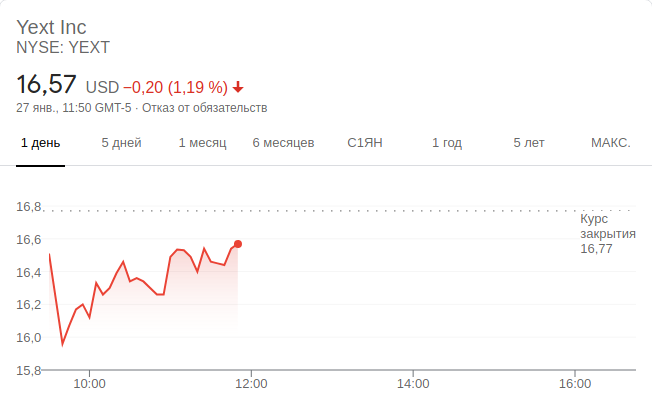 Yext Inc
NYSE: YEXT
16,57 USD −0,20 (1,19 %)
27 янв., 11:50 GMT-5 · Отказ от обязательств
1 день 5 дней 1 месяц 6 месяцев С1ЯН 1 год 5 лет МАКС.
16,8
Курс
закрытия
16,77
16,6
16,4
16,2
16,0
15,8
10:00 12:00 14:00 16:00